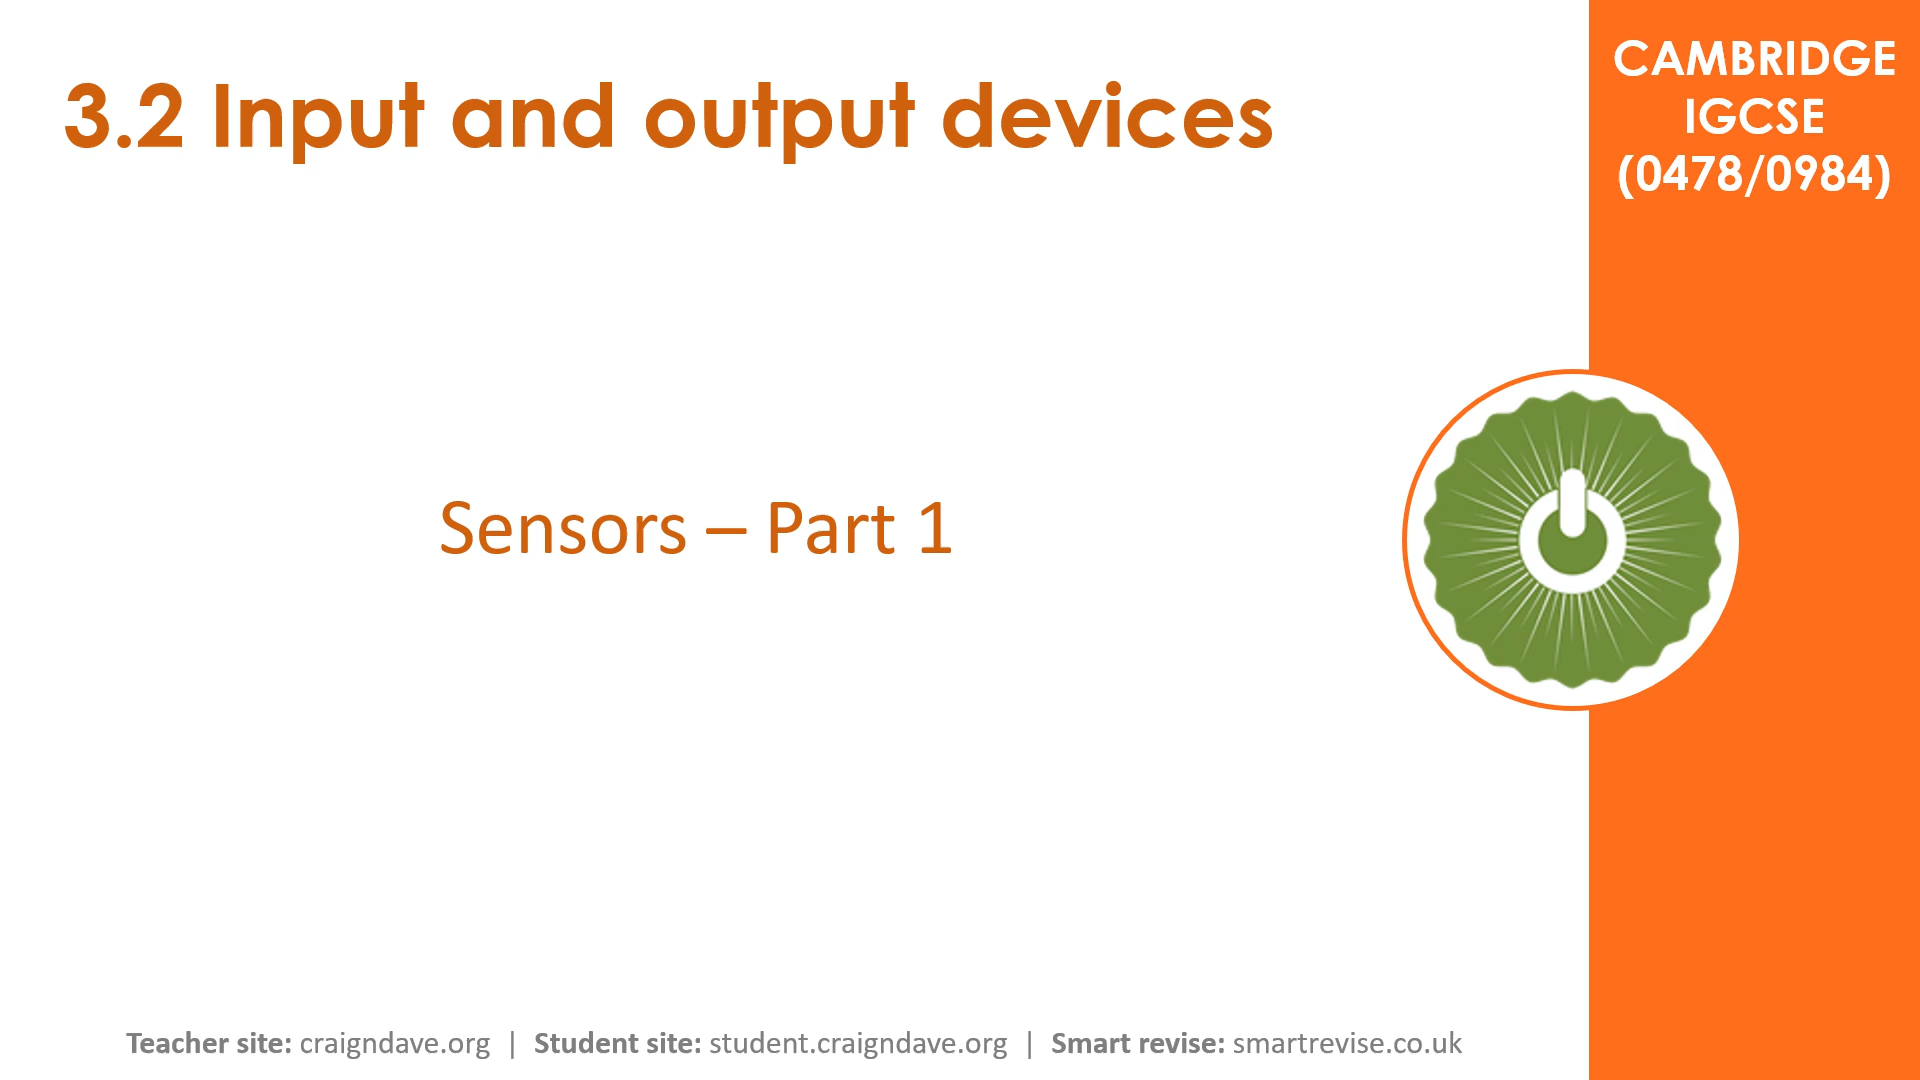 3.2 Input and output devices
CAMBRIDGE
IGCSE
(0478/0984)
Sensors – Part 1
Teacher site: craigndave.org | Student site: student.craigndave.org | Smart revise: smartrevise.co.uk